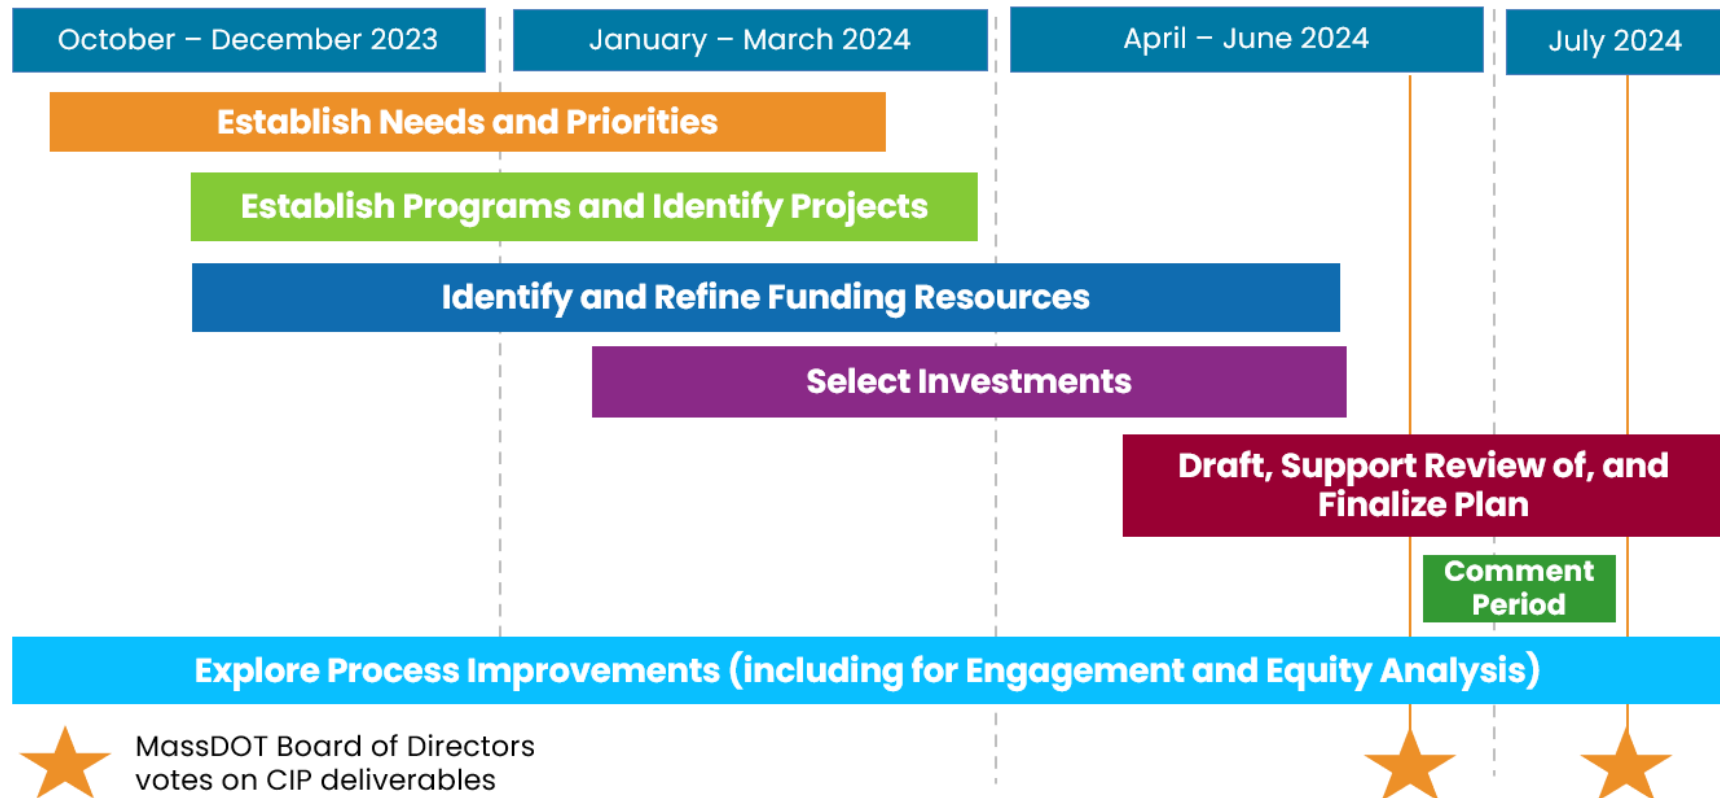 October – December 2023
January – March 2024
April – June 2024
July 2024
Establish Needs and Priorities
Establish Programs and Identify Projects
Identify and Refine Funding Resources
Select Investments
Draft, Support Review of, and
Finalize Plan
Comment
Period
Explore Process Improvements (including for Engagement and Equity Analysis)
MassDOT Board of Directors
votes on CIP deliverables